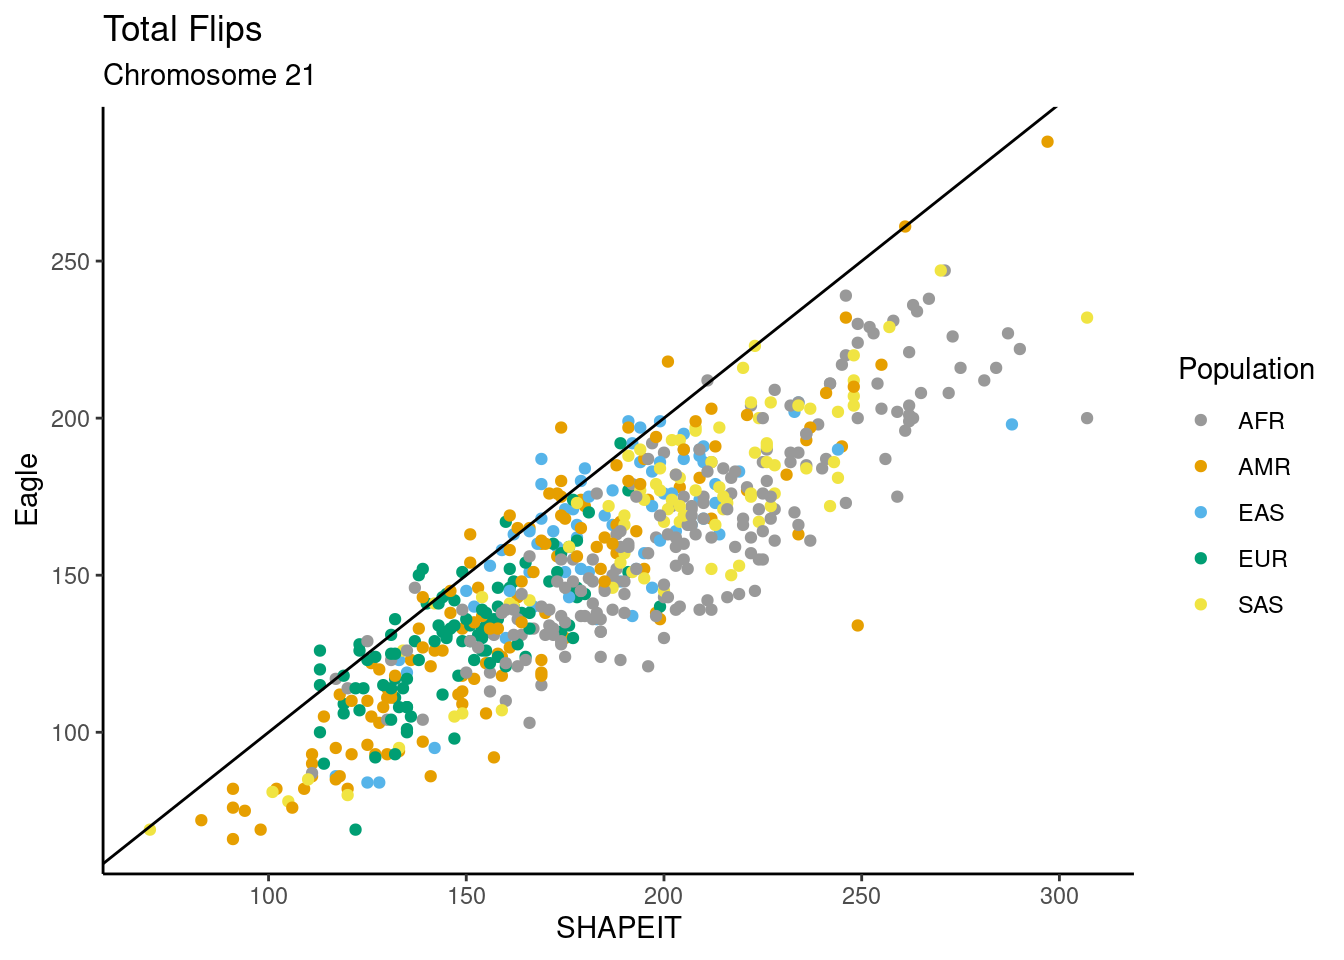 Total Flips
Chromosome 21
Eagle
250
200
150
100
100 150 200 250 300
SHAPEIT
Population
AFR
AMR
EAS
EUR
SAS